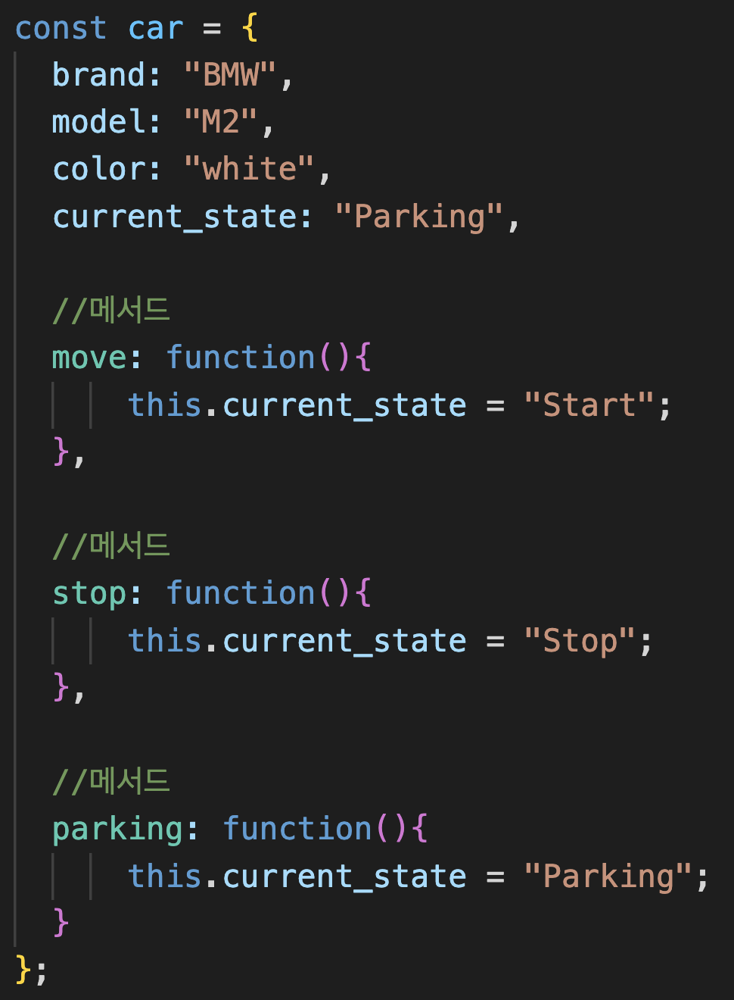 const car = {
brand: "BMW",
model: "M2",
color: "white",
current_state: "Parking",
//메서드
move: function(){
this.current_state = "Start";
},
//메서드
stop: function(){
this.current_state = "Stop";
},
//메서드
parking: function(){
this.current_state = "Parking";
}
};